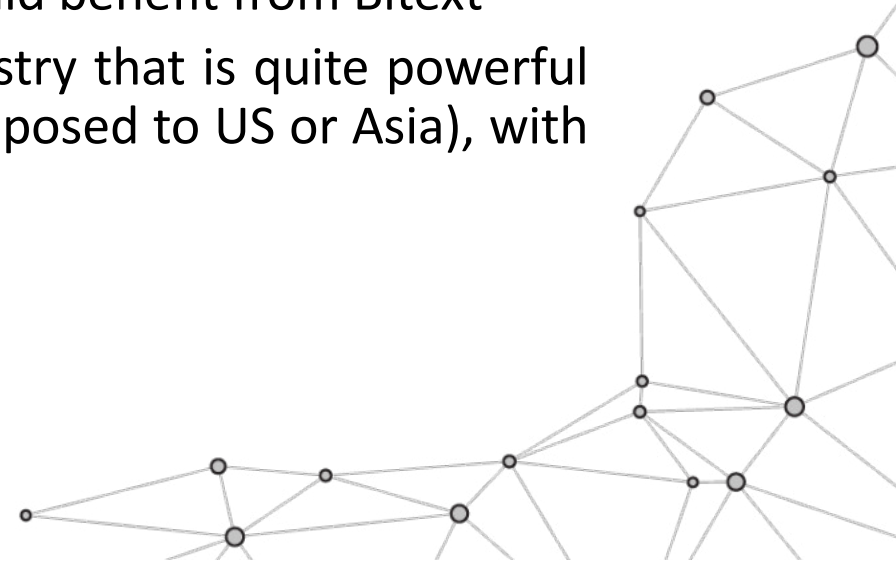 benefit from Bitext
stry that is quite powerful
posed to US or Asia), with